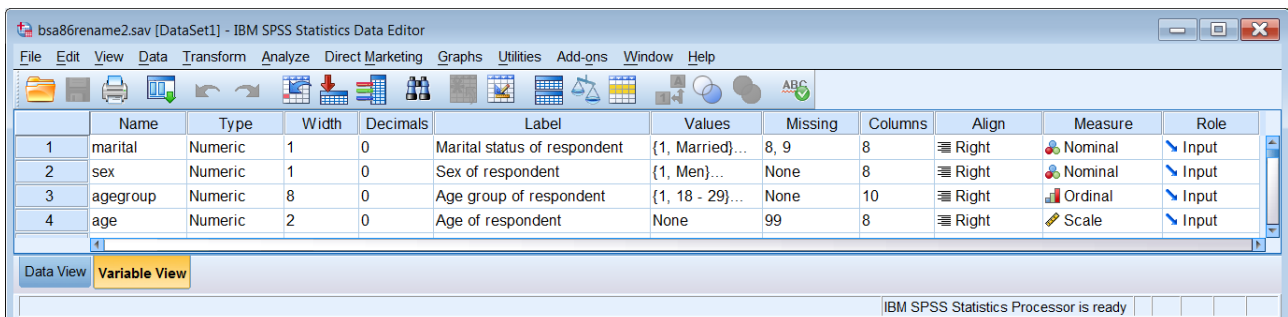 bsa86rename2.sav [DataSet1] - IBM SPSS Statistics Data Editor
File Edit View Data Transform Analyze Direct Marketing Graphs Utilities Add-ons Window Help
A 1 4 ABC
Name Type Width Decimals Label Values Missing Columns Align Measure Role
1 marital Numeric 1 0 Marital status of respondent {1, Married}... 8, 9 8 Right Nominal Input
2 sex Numeric 1 0 Sex of respondent {1, Men}... None 8 Right Nominal Input
3 agegroup Numeric 8 0 Age group of respondent {1, 18 - 29}... None 10 Right Ordinal Input
4 age Numeric 2 0 Age of respondent None 99 8 Right Scale Input
Data View Variable View
IBM SPSS Statistics Processor is ready